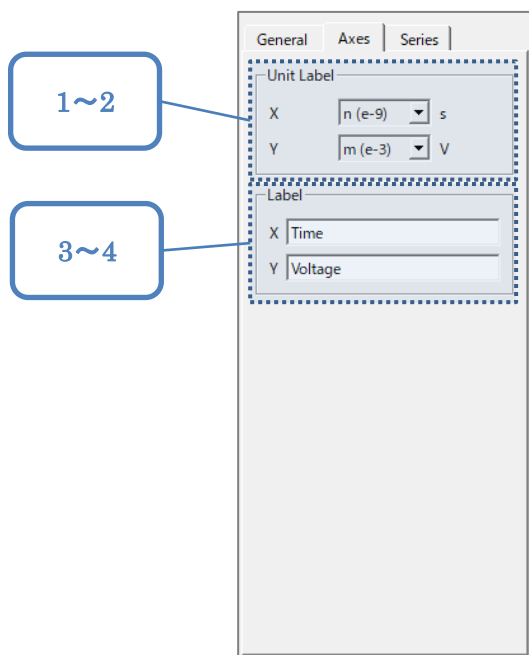 General Axes Series
Unit Label
1～2
X n (e-9) s
Y m (e-3) V
Label
X Time
3～4
Y Voltage